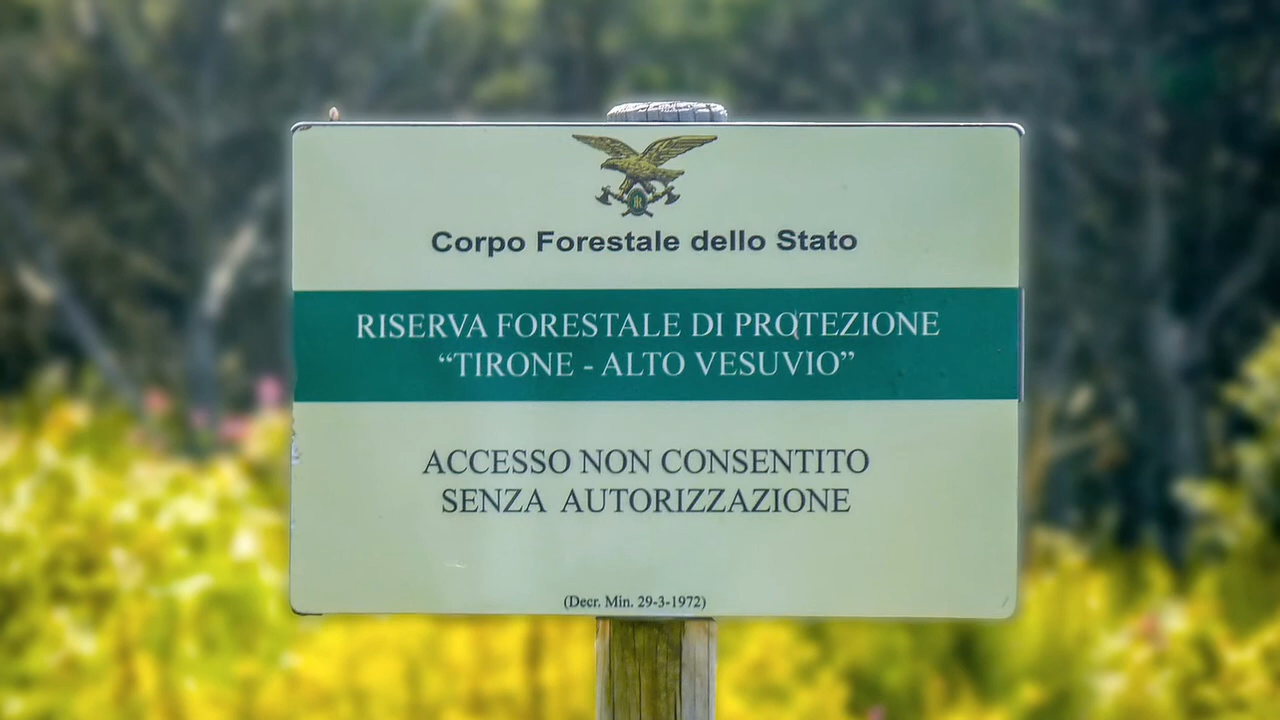 Corpo Forestale dello Stato
RISERVA FORESTALE DI PROTEZIONE
“TIRONE - ALTO VESUVIO”
ACCESSO NON CONSENTITO
SENZA AUTORIZZAZIONE
(Decr. Min. 29-3-1972)